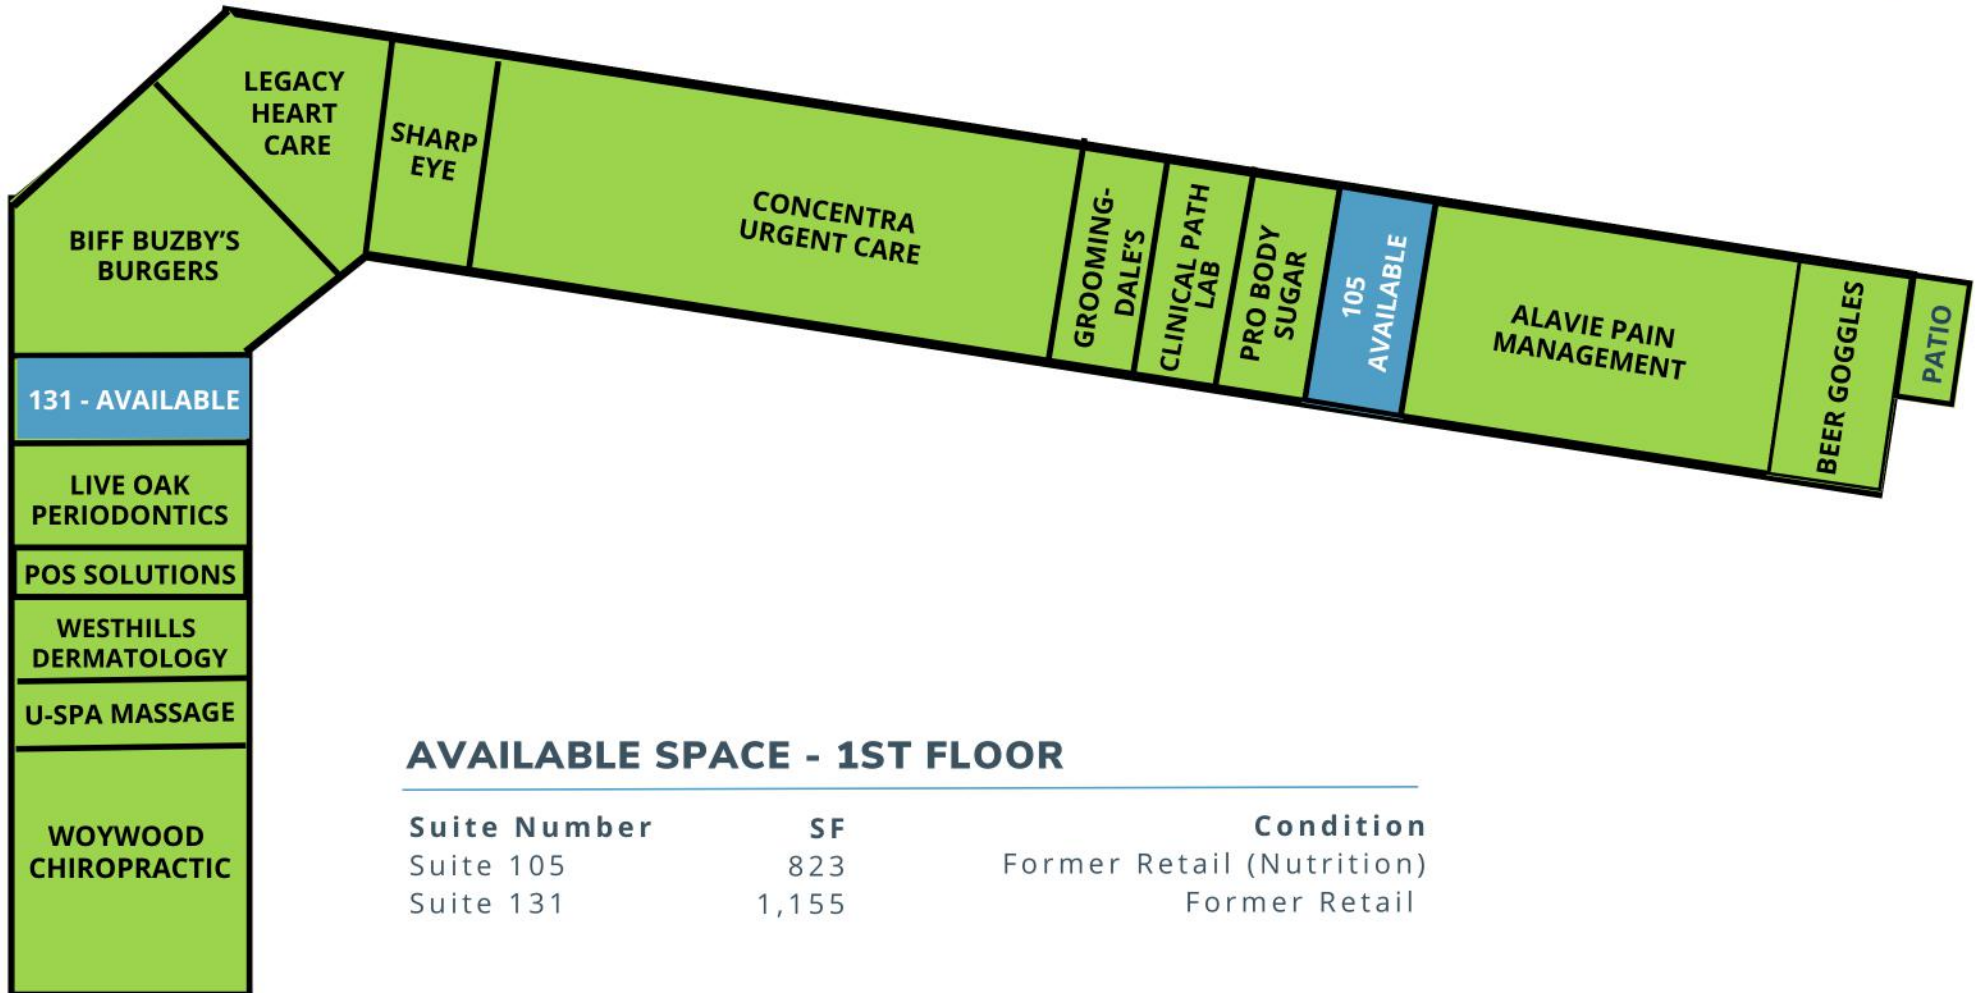 LEGACY
HEART
CARE
SHARP
EYE
CONCENTRA
URGENT CARE
GROOMING-
DALE'S
CLINICAL PATH
LAB
PRO BODY
SUGAR
105
AVAILABLE
ALAVIE PAIN
MANAGEMENT
BEER GOGGLES
PATIO
BIFF BUZBY'S
BURGERS
131 - AVAILABLE
LIVE OAK
PERIODONTICS
POS SOLUTIONS
WESTHILLS
DERMATOLOGY
U-SPA MASSAGE
WOYWOOD
CHIROPRACTIC
AVAILABLE SPACE - 1ST FLOOR
Suite Number SF Condition
Suite 105 823 Former Retail (Nutrition)
Suite 131 1,155 Former Retail